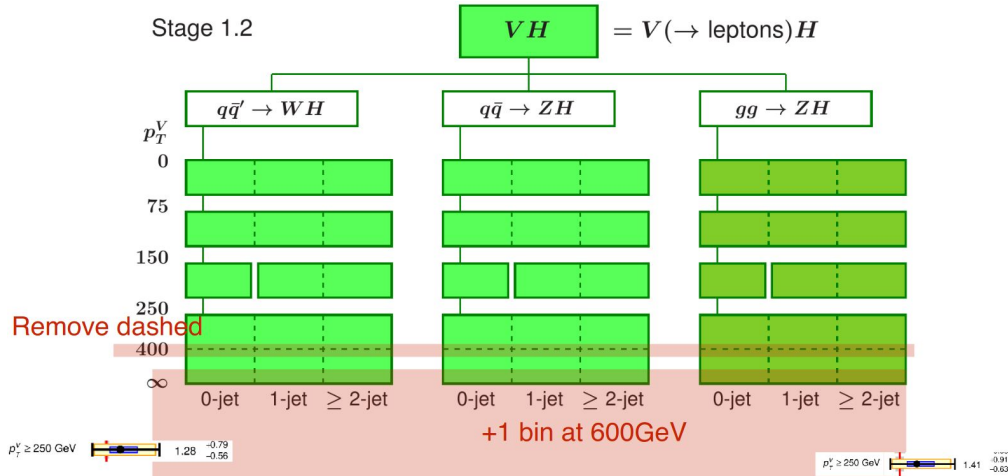 Stage 1.2
VH = V(→ leptons)H
qq̄′ → WH
qq̄ → ZH
gg → ZH
p_T^V
0
75
150
250
Remove dashed
400
∞
0-jet 1-jet ≥ 2-jet 0-jet 1-jet ≥ 2-jet 0-jet 1-jet ≥ 2-jet
+1 bin at 600GeV
p_T^V ≥ 250 GeV 1.28 −0.79 −0.56
p_T^V ≥ 250 GeV 1.41